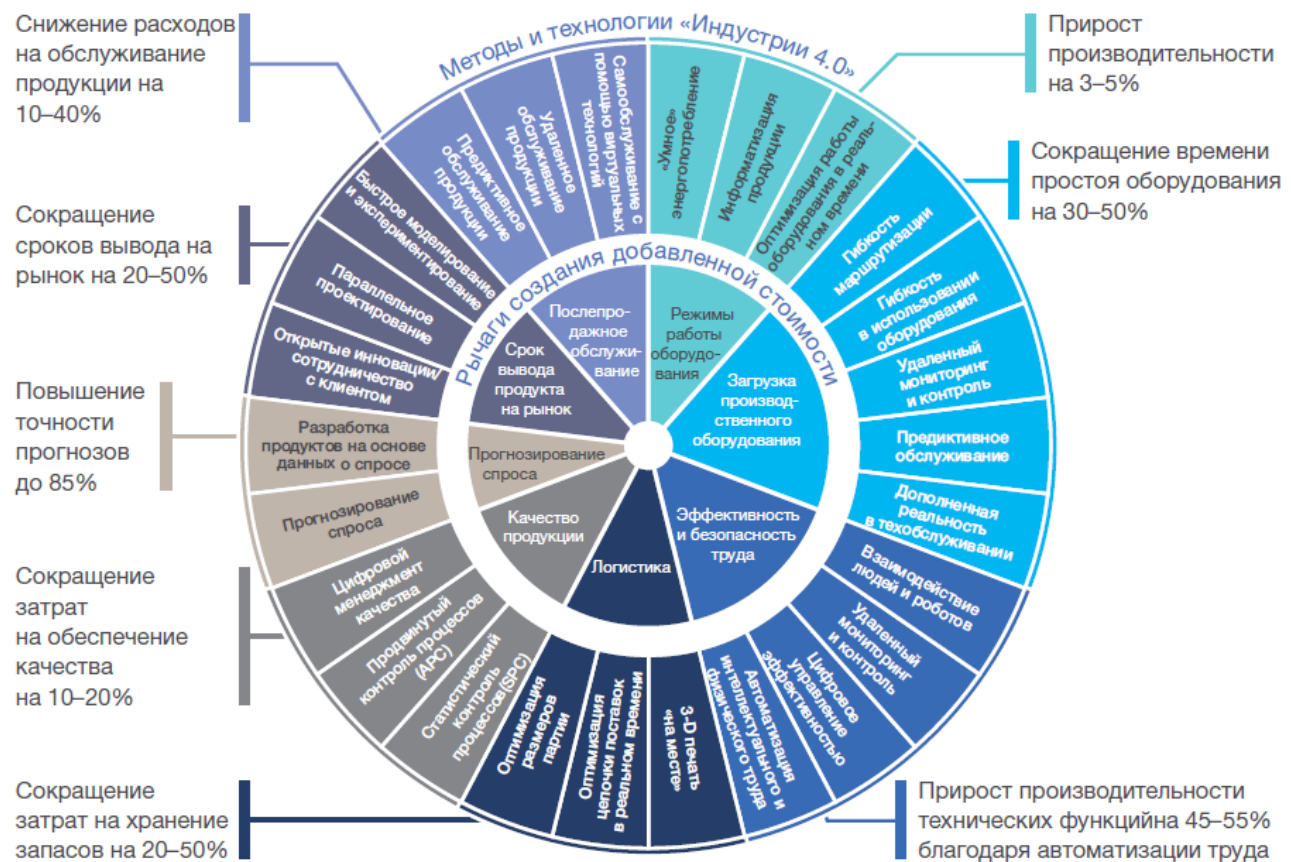 Снижение расходов
на обслуживание
продукции на
10–40%
Сокращение
сроков вывода на
рынок на 20–50%
Повышение
точности
прогнозов
до 85%
Сокращение
затрат
на обеспечение
качества
на 10–20%
Сокращение
затрат на хранение
запасов на 20–50%
Методы и технологии «Индустрии 4.0»
Прирост
производительности
на 3–5%
Сокращение времени
простоя оборудования
на 30–50%
Прирост производительности
технических функцийна 45–55%
благодаря автоматизации труда
«Умное»
энергопотребление
Информатизация
продукции
Оптимизация работы
оборудования в реаль-
ном времени
Гибкость
маршрутизации
Гибкость
в использовании
оборудования
Удаленный
мониторинг
и контроль
Предиктивное
обслуживание
Дополненная
реальность
в техобслуживании
Взаимодействие
людей и роботов
Удаленный
мониторинг
и контроль
Цифровое
управление
эффективностью
Автоматизация
интеллектуального и
физического труда
3-D печать
«на месте»
Оптимизация
цепочки поставок
в реальном времени
Оптимизация
размеров
партии
Статистический
контроль
процессов(SPC)
Продвинутый
контроль процессов
(APC)
Цифровой
менеджмент
качества
Прогнозирование
спроса
Разработка
продуктов на основе
данных о спросе
Открытые инновации/
сотрудничество
с клиентом
Параллельное
проектирование
Быстрое моделирование
и экспериментирование
Предиктивное
обслуживание
продукции
Удаленное
обслуживание
продукции
Самообслуживание с
помощью виртуальных
технологий
Рычаги создания добавленной стоимости
Режимы
работы
оборудо-
вания
Загрузка
производ-
ственного
оборудования
Эффективность
и безопасность
труда
Логистика
Качество
продукции
Прогнозирование
спроса
Срок
вывода
продукта
на рынок
Послепро-
дажное
обслужи-
вание